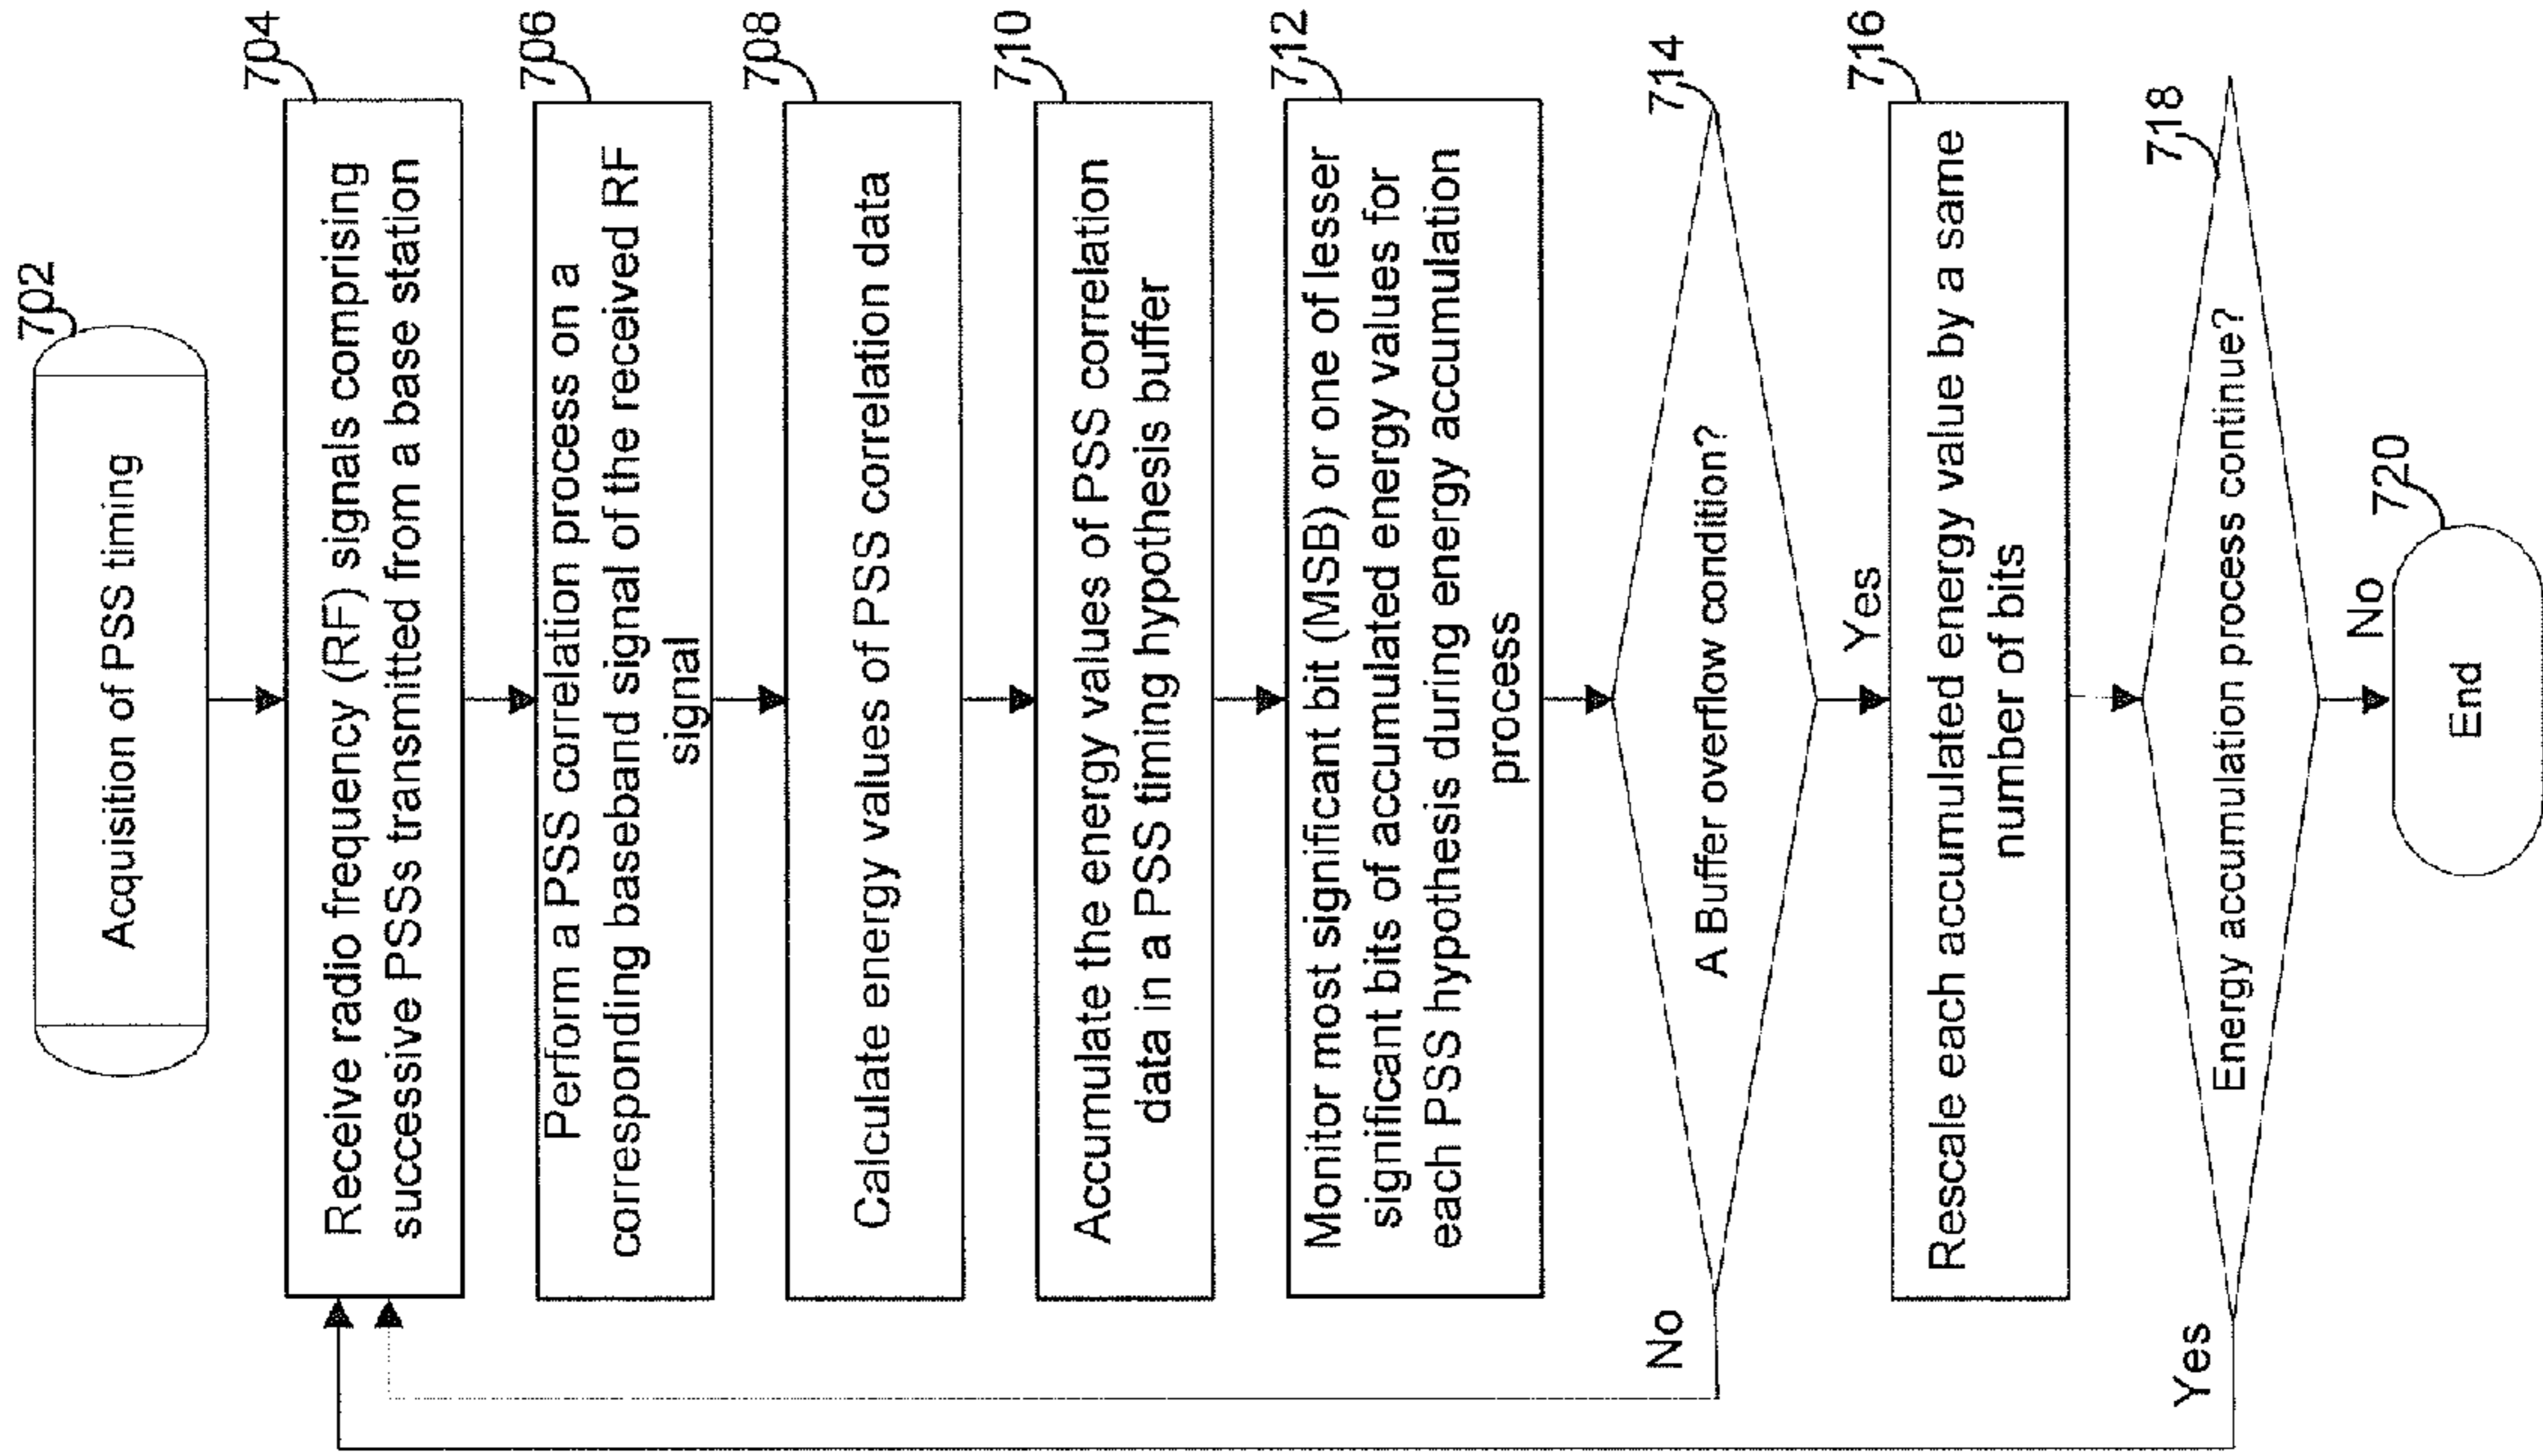 702
Acquisition of PSS timing
704
Receive radio frequency (RF) signals comprising
successive PSSs transmitted from a base station
706
Perform a PSS correlation process on a
corresponding baseband signal of the received RF
signal
708
Calculate energy values of PSS correlation data
710
Accumulate the energy values of PSS correlation
data in a PSS timing hypothesis buffer
712
Monitor most significant bit (MSB) or one of lesser
significant bits of accumulated energy values for
each PSS hypothesis during energy accumulation
process
714
A Buffer overflow condition?
No
Yes
716
Rescale each accumulated energy value by a same
number of bits
718
Energy accumulation process continue?
Yes
No
720
End